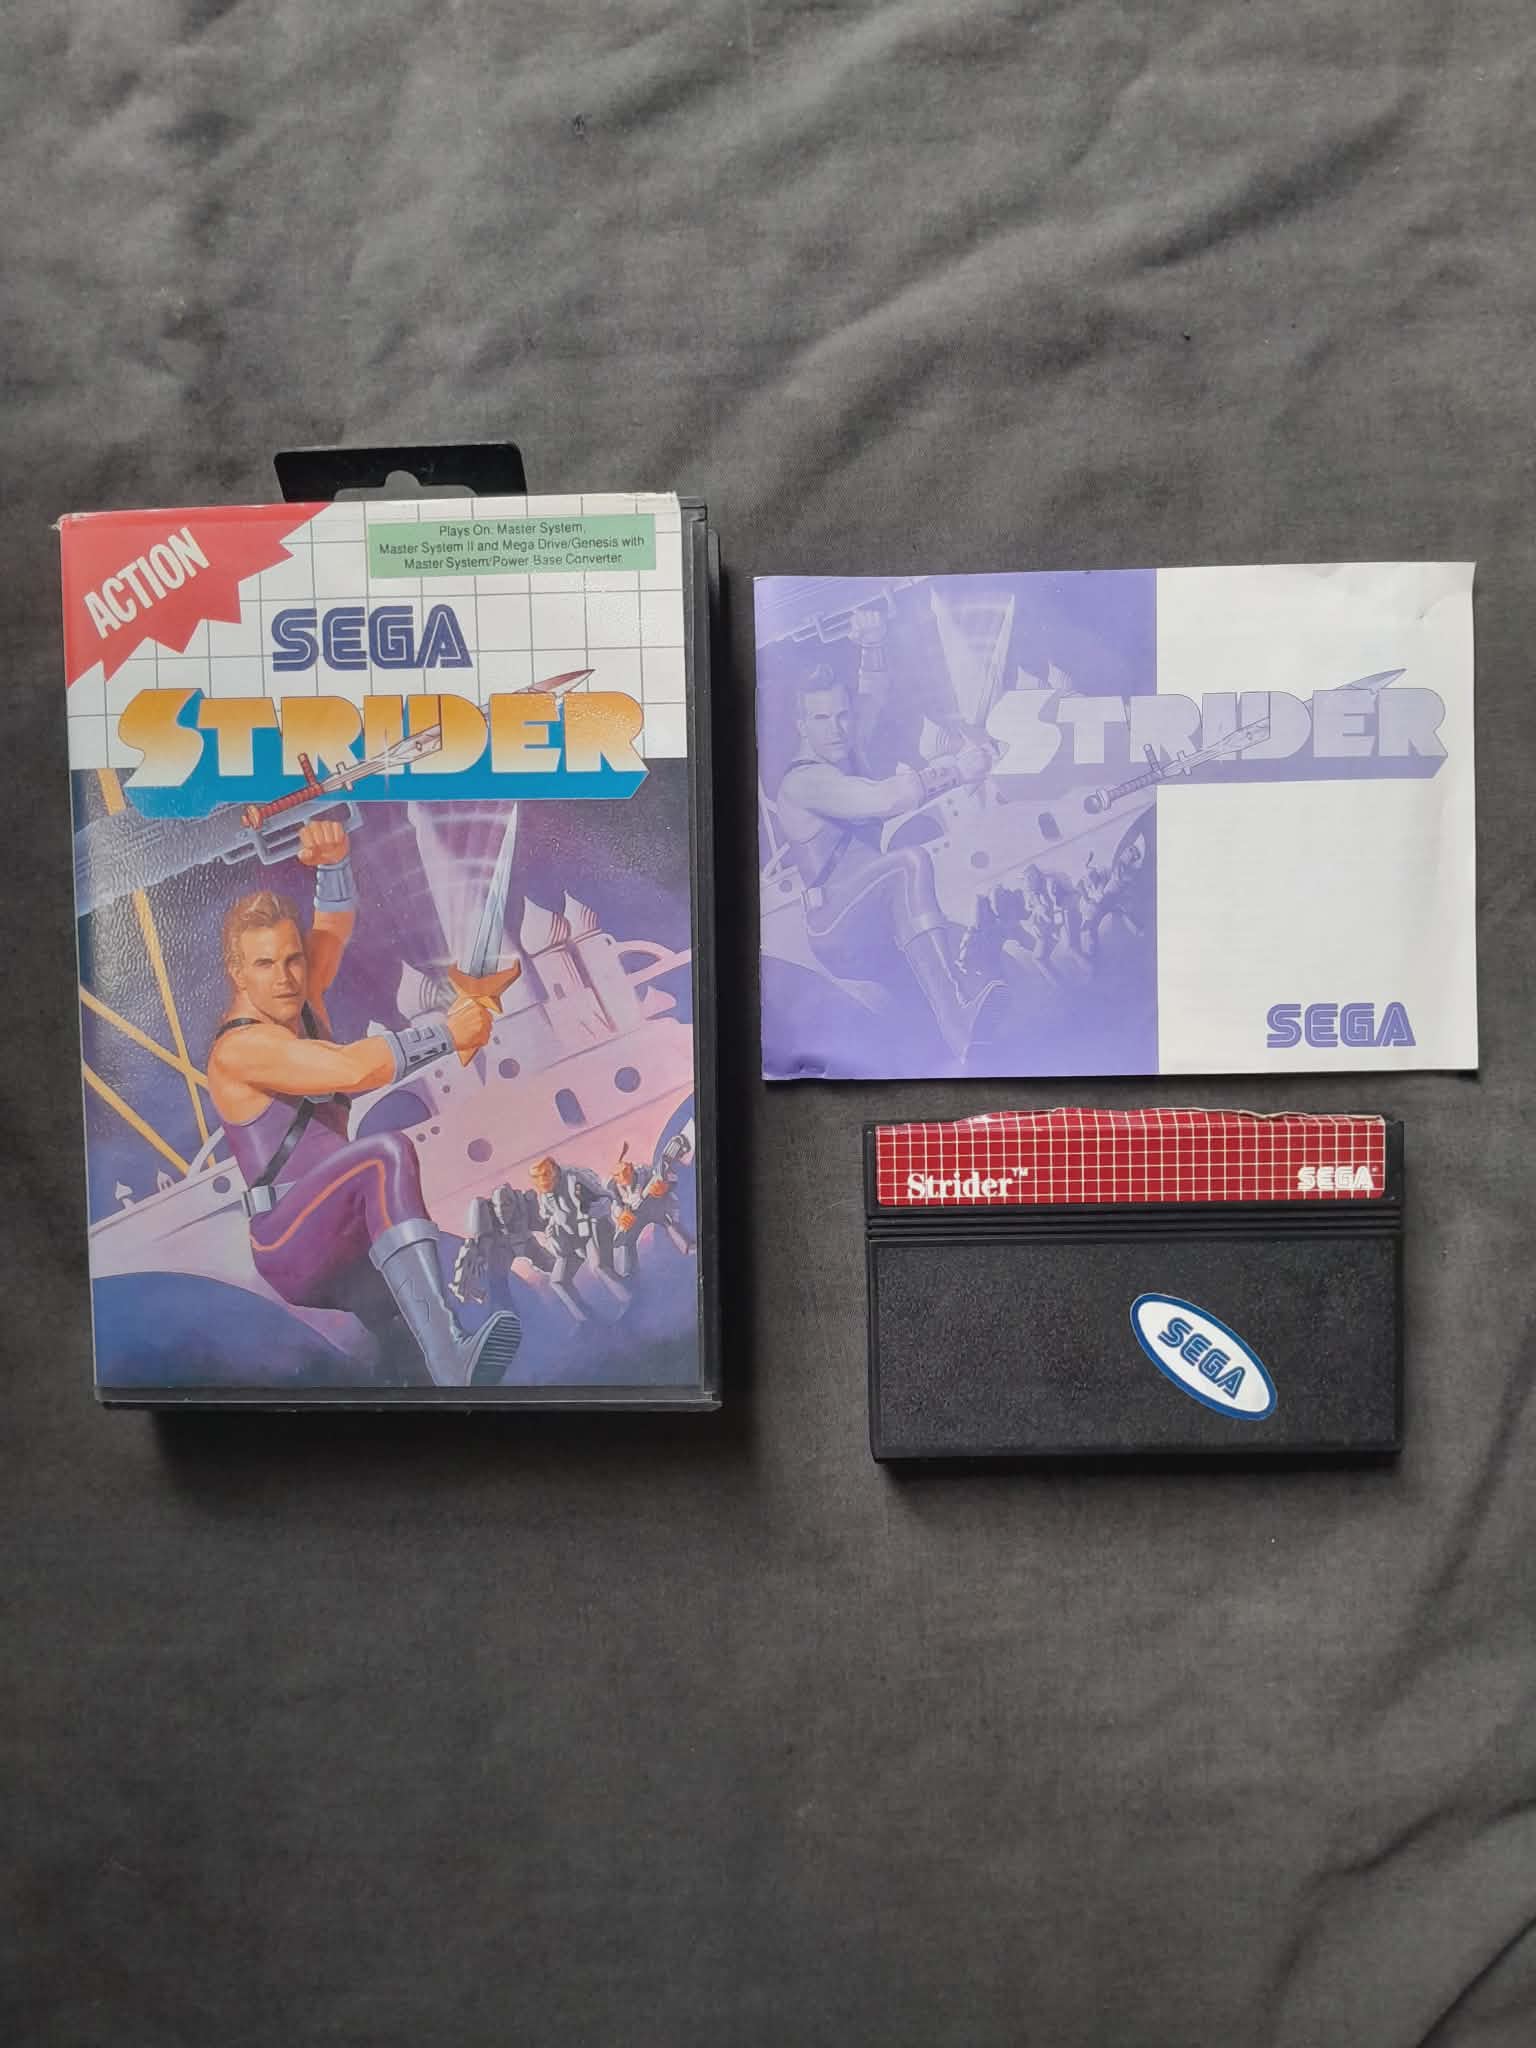 ACTION
Plays On: Master System,
Master System II and Mega Drive/Genesis with
Master System/Power Base Converter
SEGA
STRIDER
STRIDER
SEGA
Strider™
SEGA®
SEGA